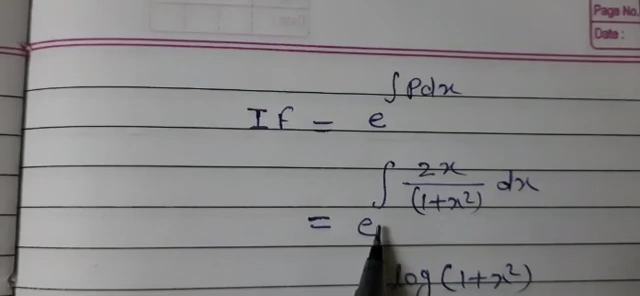 Page No.
Date :
IF = e^{∫Pdx}
= e^{∫ 2x/(1+x²) dx}
log(1+x²)